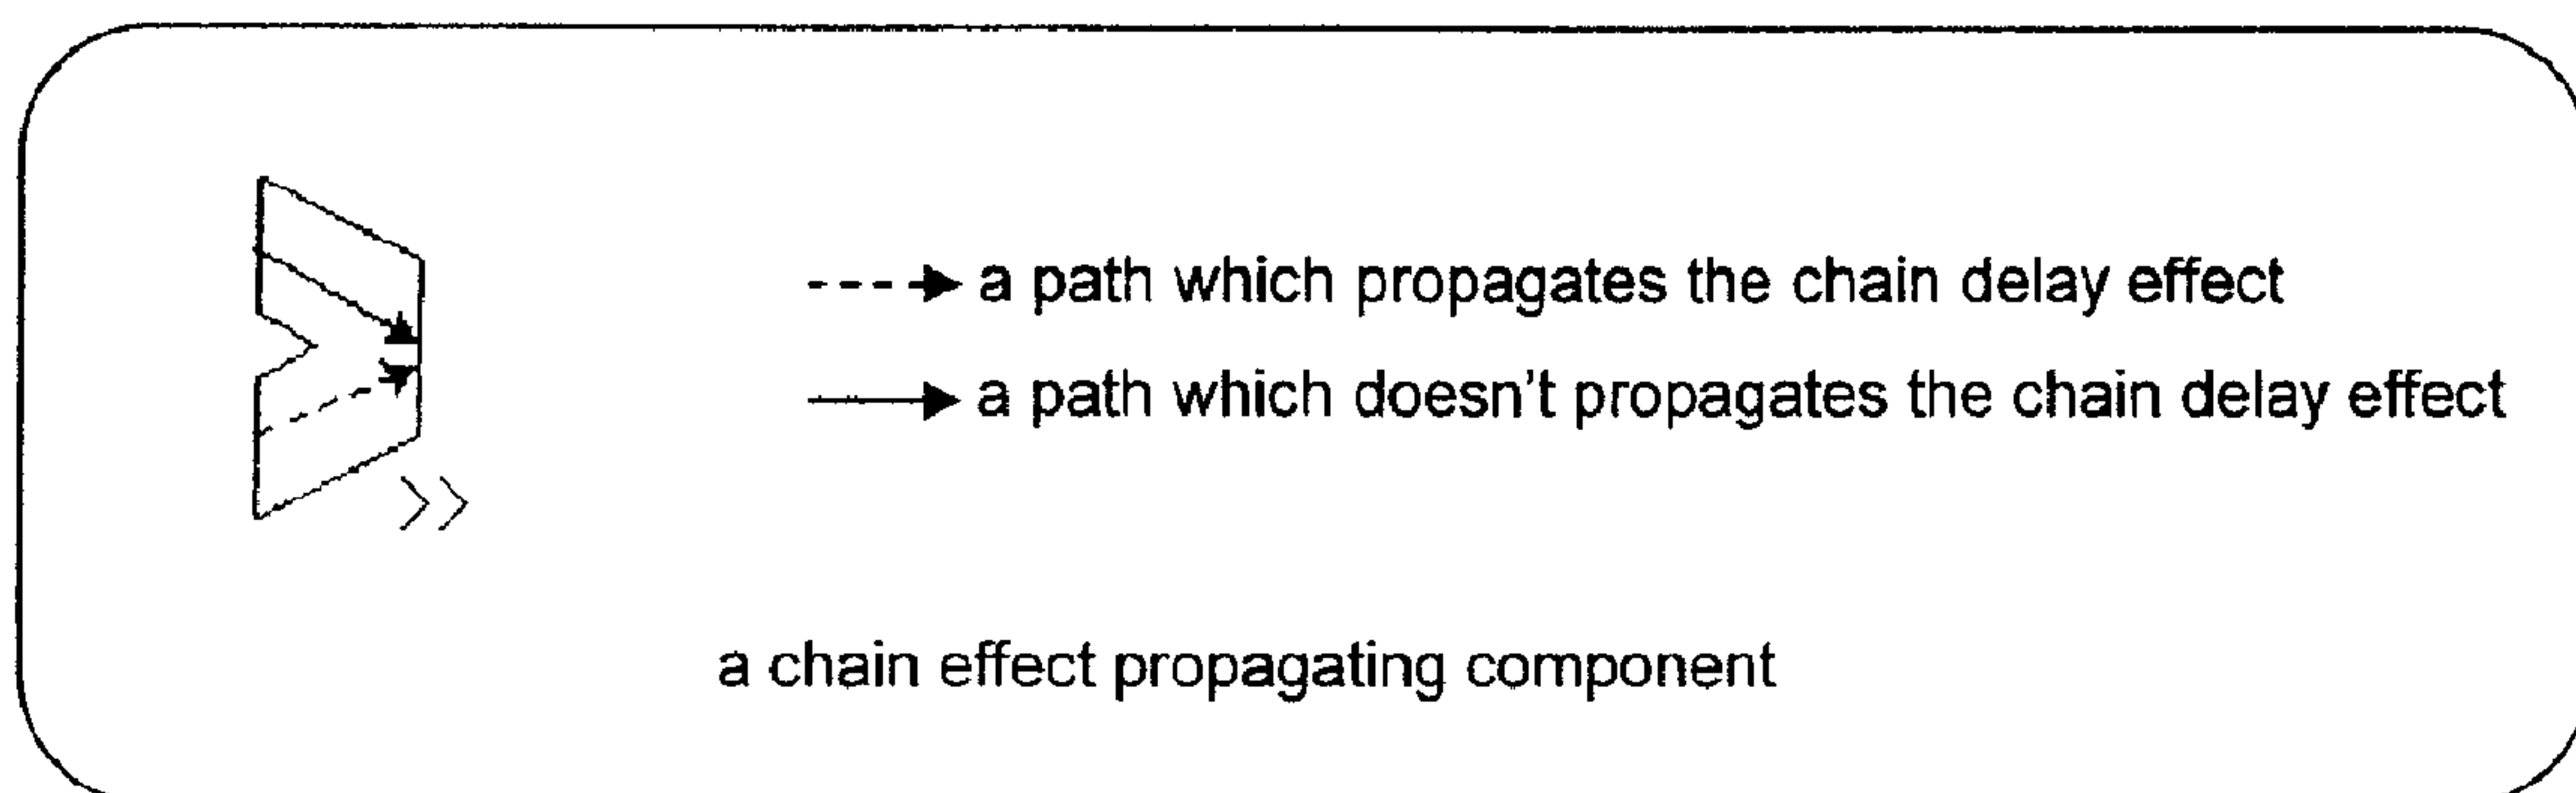 a path which propagates the chain delay effect
a path which doesn't propagates the chain delay effect
>>
a chain effect propagating component